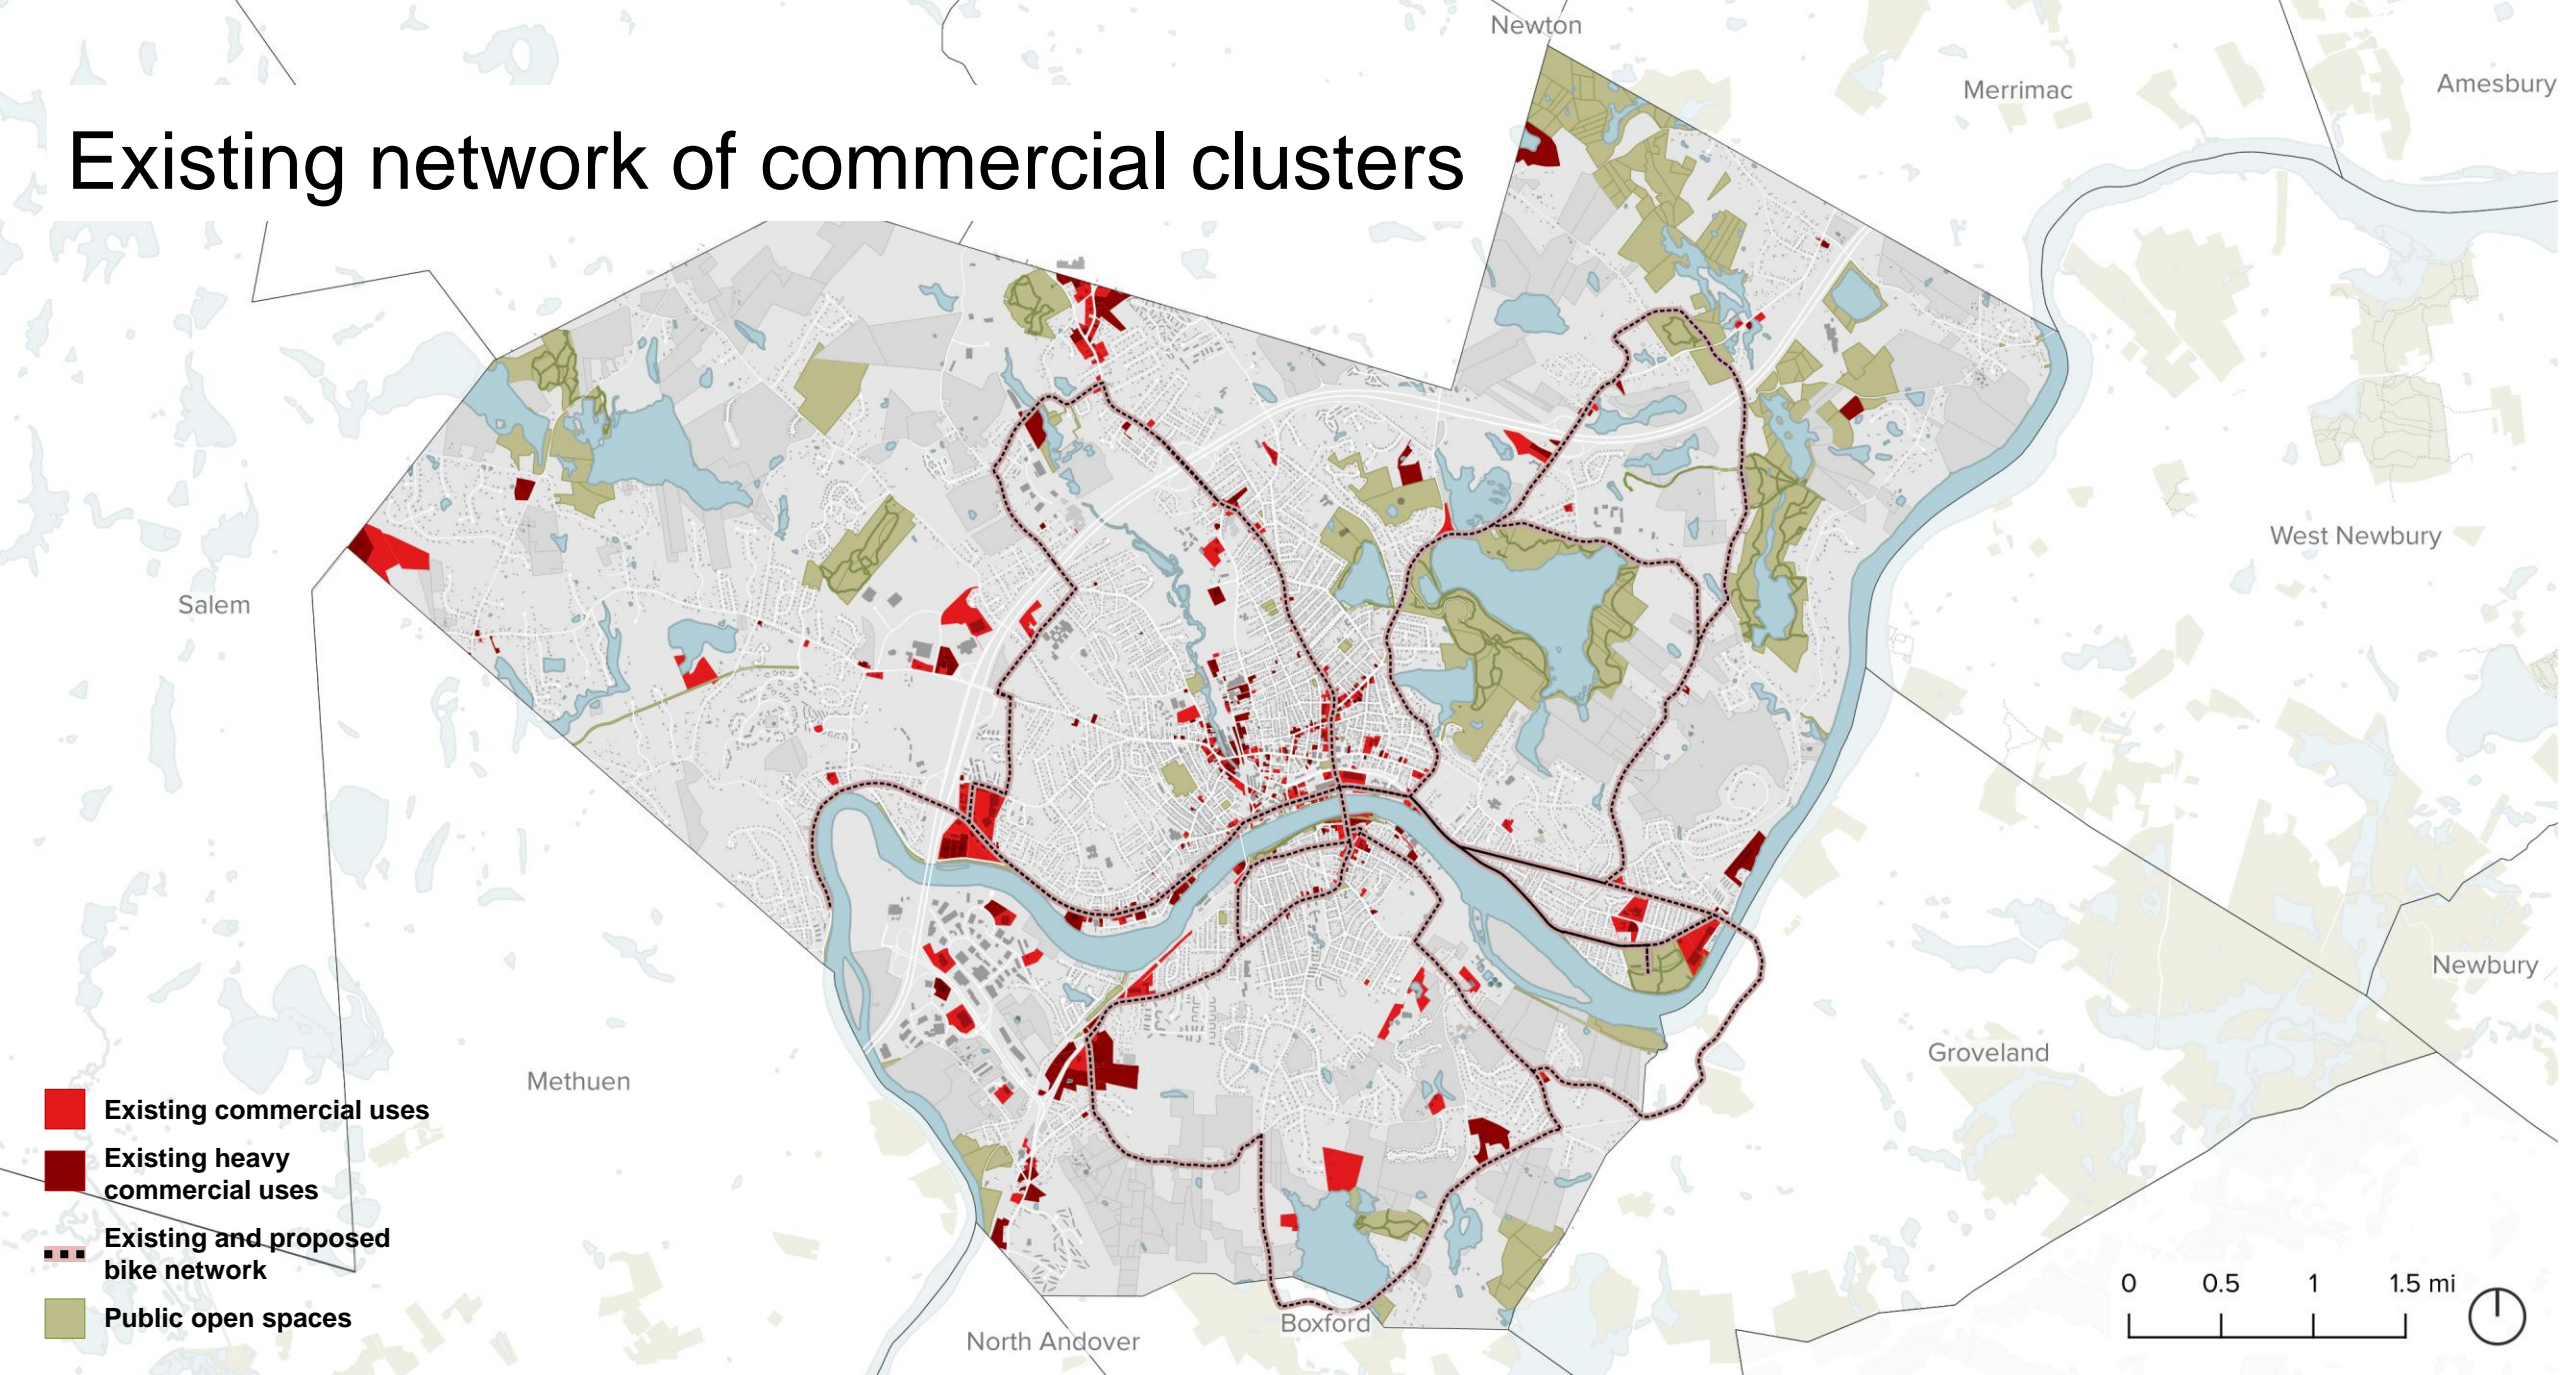 Newton
Merrimac
Amesbury
Existing network of commercial clusters
West Newbury
Salem
Newbury
Groveland
Methuen
Existing commercial uses
Existing heavy
commercial uses
Existing and proposed
bike network
Public open spaces
0 0.5 1 1.5 mi
Boxford
North Andover